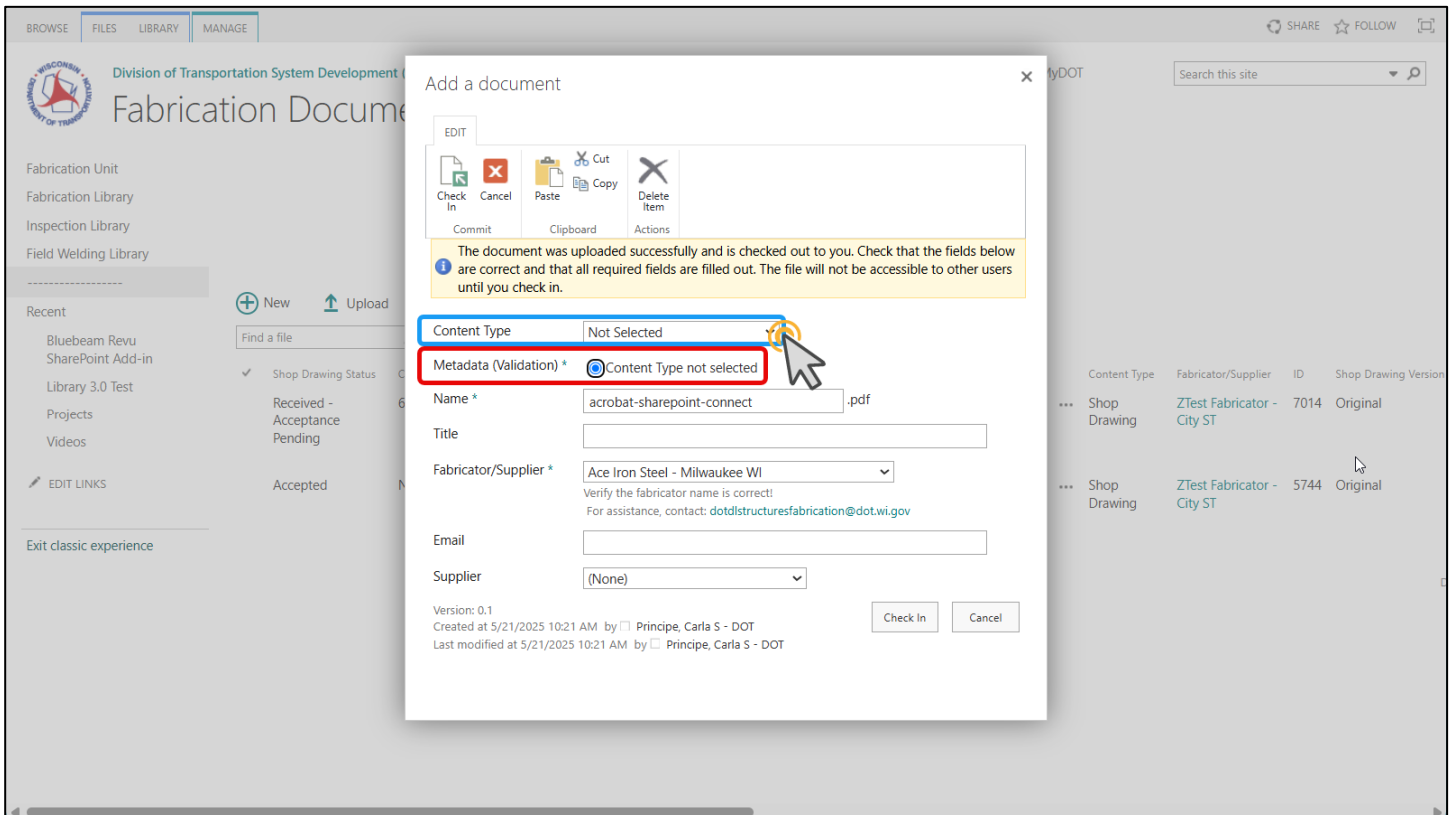 BROWSE FILES LIBRARY MANAGE SHARE FOLLOW
WISCONSIN
DEPARTMENT OF TRANSPORTATION
Division of Transportation System Development (
MyDOT
Search this site
Fabrication Docume
Fabrication Unit
Fabrication Library
Inspection Library
Field Welding Library
------------------
Recent
Bluebeam Revu
SharePoint Add-in
Library 3.0 Test
Projects
Videos
EDIT LINKS
Exit classic experience
New Upload
Find a file
Shop Drawing Status C
Received -
Acceptance
Pending
6
Accepted N
Add a document
EDIT
Check
In
Cancel
Paste
Cut
Copy
Delete
Item
Commit Clipboard Actions
The document was uploaded successfully and is checked out to you. Check that the fields below
are correct and that all required fields are filled out. The file will not be accessible to other users
until you check in.
Content Type Not Selected
Metadata (Validation) * Content Type not selected
Name * acrobat-sharepoint-connect .pdf
Title
Fabricator/Supplier * Ace Iron Steel - Milwaukee WI
Verify the fabricator name is correct!
For assistance, contact: dotdlstructuresfabrication@dot.wi.gov
Email
Supplier (None)
Version: 0.1
Created at 5/21/2025 10:21 AM by Principe, Carla S - DOT
Last modified at 5/21/2025 10:21 AM by Principe, Carla S - DOT
Check In Cancel
Content Type Fabricator/Supplier ID Shop Drawing Version
... Shop
Drawing
ZTest Fabricator -
City ST
7014 Original
... Shop
Drawing
ZTest Fabricator -
City ST
5744 Original